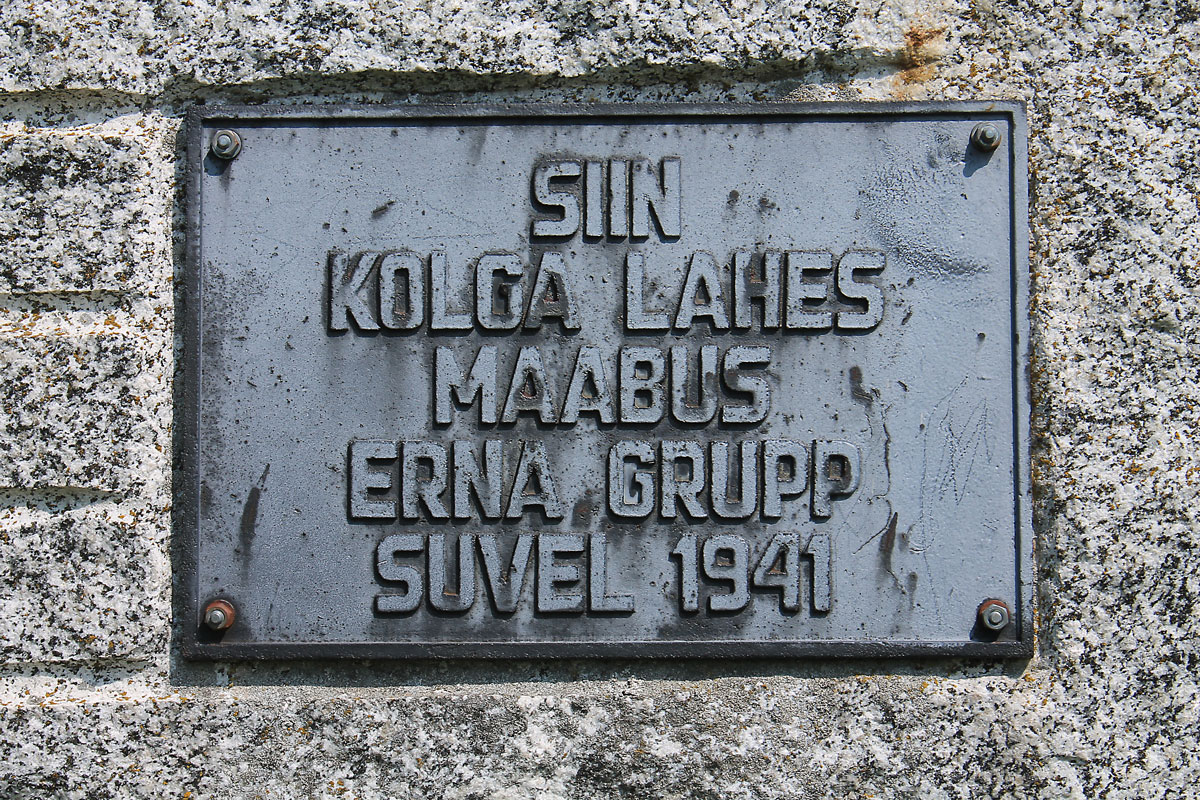 SIIN
KOLGA LAHES
MAABUS
ERNA GRUPP
SUVEL 1941